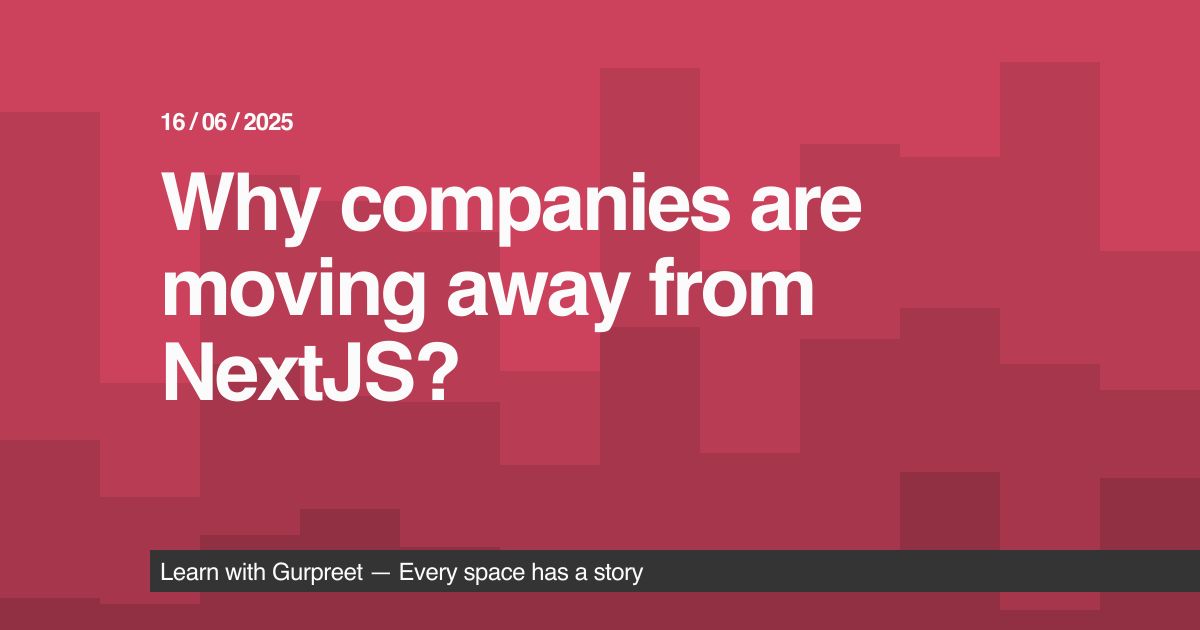 16 / 06 / 2025
Why companies are
moving away from
NextJS?
Learn with Gurpreet — Every space has a story